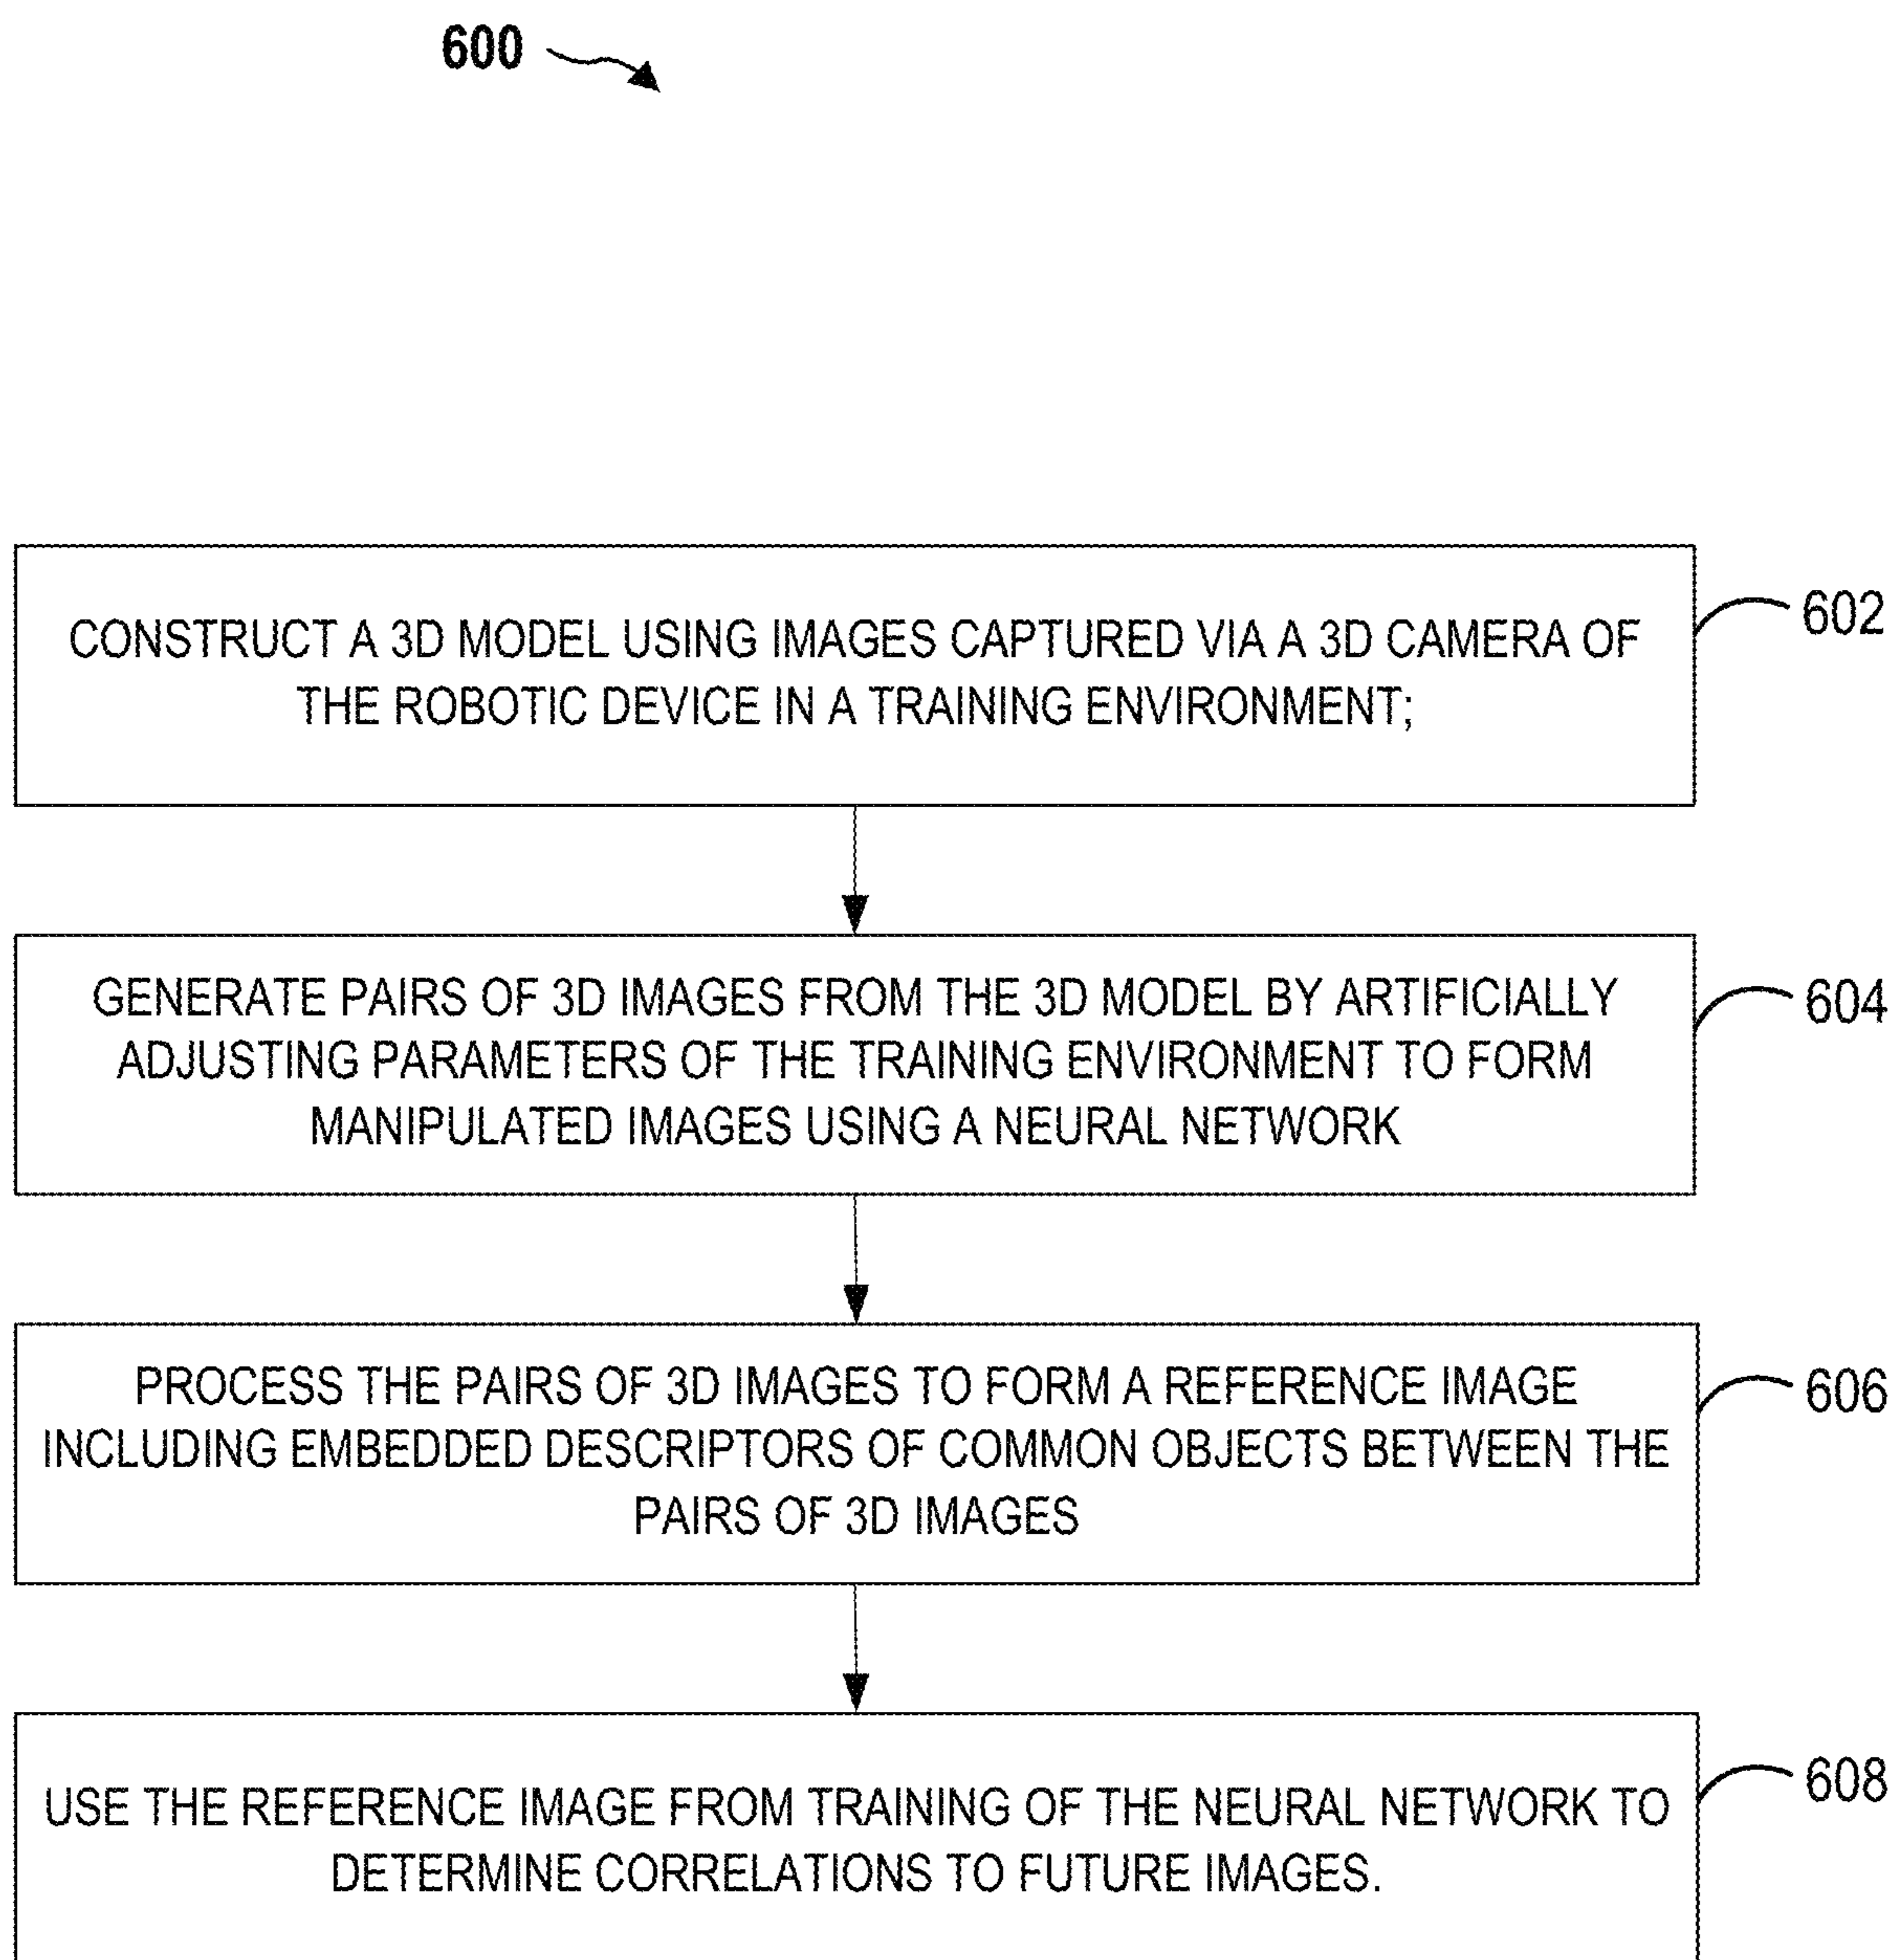 600
CONSTRUCT A 3D MODEL USING IMAGES CAPTURED VIA A 3D CAMERA OF
THE ROBOTIC DEVICE IN A TRAINING ENVIRONMENT;
602
GENERATE PAIRS OF 3D IMAGES FROM THE 3D MODEL BY ARTIFICIALLY
ADJUSTING PARAMETERS OF THE TRAINING ENVIRONMENT TO FORM
MANIPULATED IMAGES USING A NEURAL NETWORK
604
PROCESS THE PAIRS OF 3D IMAGES TO FORM A REFERENCE IMAGE
INCLUDING EMBEDDED DESCRIPTORS OF COMMON OBJECTS BETWEEN THE
PAIRS OF 3D IMAGES
606
USE THE REFERENCE IMAGE FROM TRAINING OF THE NEURAL NETWORK TO
DETERMINE CORRELATIONS TO FUTURE IMAGES.
608